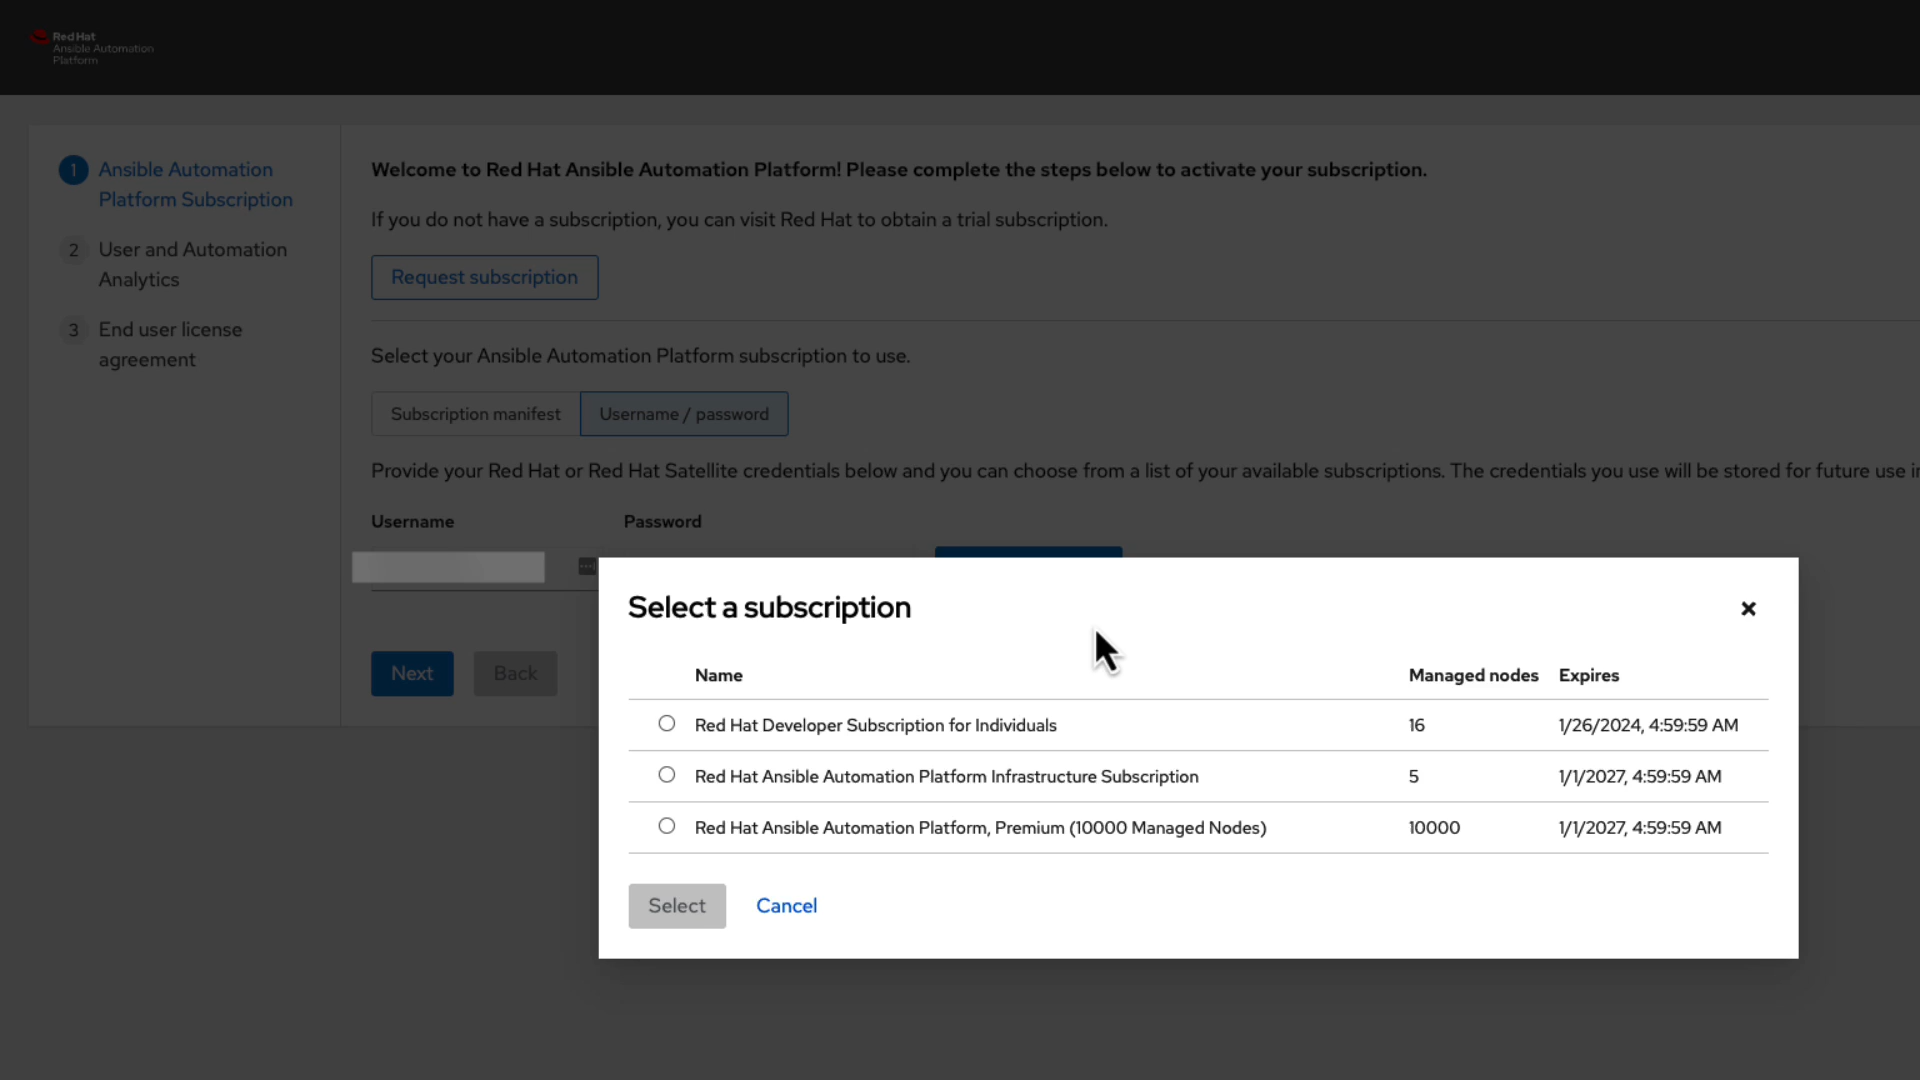 Red Hat
Ansible Automation
Platform
1 Ansible Automation
Platform Subscription
2 User and Automation
Analytics
3 End user license
agreement
Welcome to Red Hat Ansible Automation Platform! Please complete the steps below to activate your subscription.
If you do not have a subscription, you can visit Red Hat to obtain a trial subscription.
Request subscription
Select your Ansible Automation Platform subscription to use.
Subscription manifest Username / password
Provide your Red Hat or Red Hat Satellite credentials below and you can choose from a list of your available subscriptions. The credentials you use will be stored for future use in
Username Password
Next Back
Select a subscription
Name Managed nodes Expires
Red Hat Developer Subscription for Individuals 16 1/26/2024, 4:59:59 AM
Red Hat Ansible Automation Platform Infrastructure Subscription 5 1/1/2027, 4:59:59 AM
Red Hat Ansible Automation Platform, Premium (10000 Managed Nodes) 10000 1/1/2027, 4:59:59 AM
Select Cancel